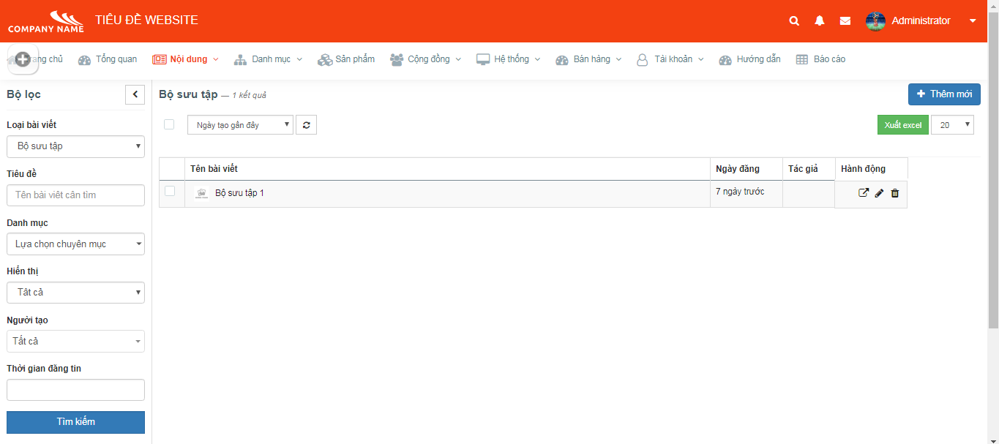 COMPANY NAME
TIÊU ĐỀ WEBSITE
Administrator
rang chủ
Tổng quan
Nội dung
Danh mục
Sản phẩm
Cộng đồng
Hệ thống
Bán hàng
Tài khoản
Hướng dẫn
Báo cáo
Bộ lọc
Loại bài viết
Bộ sưu tập
Tiêu đề
Tên bài viết cần tìm
Danh mục
Lựa chọn chuyên mục
Hiển thị
Tất cả
Người tạo
Tất cả
Thời gian đăng tin
Tìm kiếm
Bộ sưu tập — 1 kết quả
Thêm mới
Ngày tạo gần đây
Xuất excel
20
Tên bài viết
Ngày đăng
Tác giả
Hành động
Bộ sưu tập 1
7 ngày trước